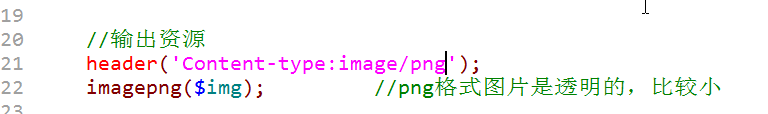 19
20 //输出资源
21 header('Content-type:image/png');
22 imagepng($img); //png格式图片是透明的，比较小
23